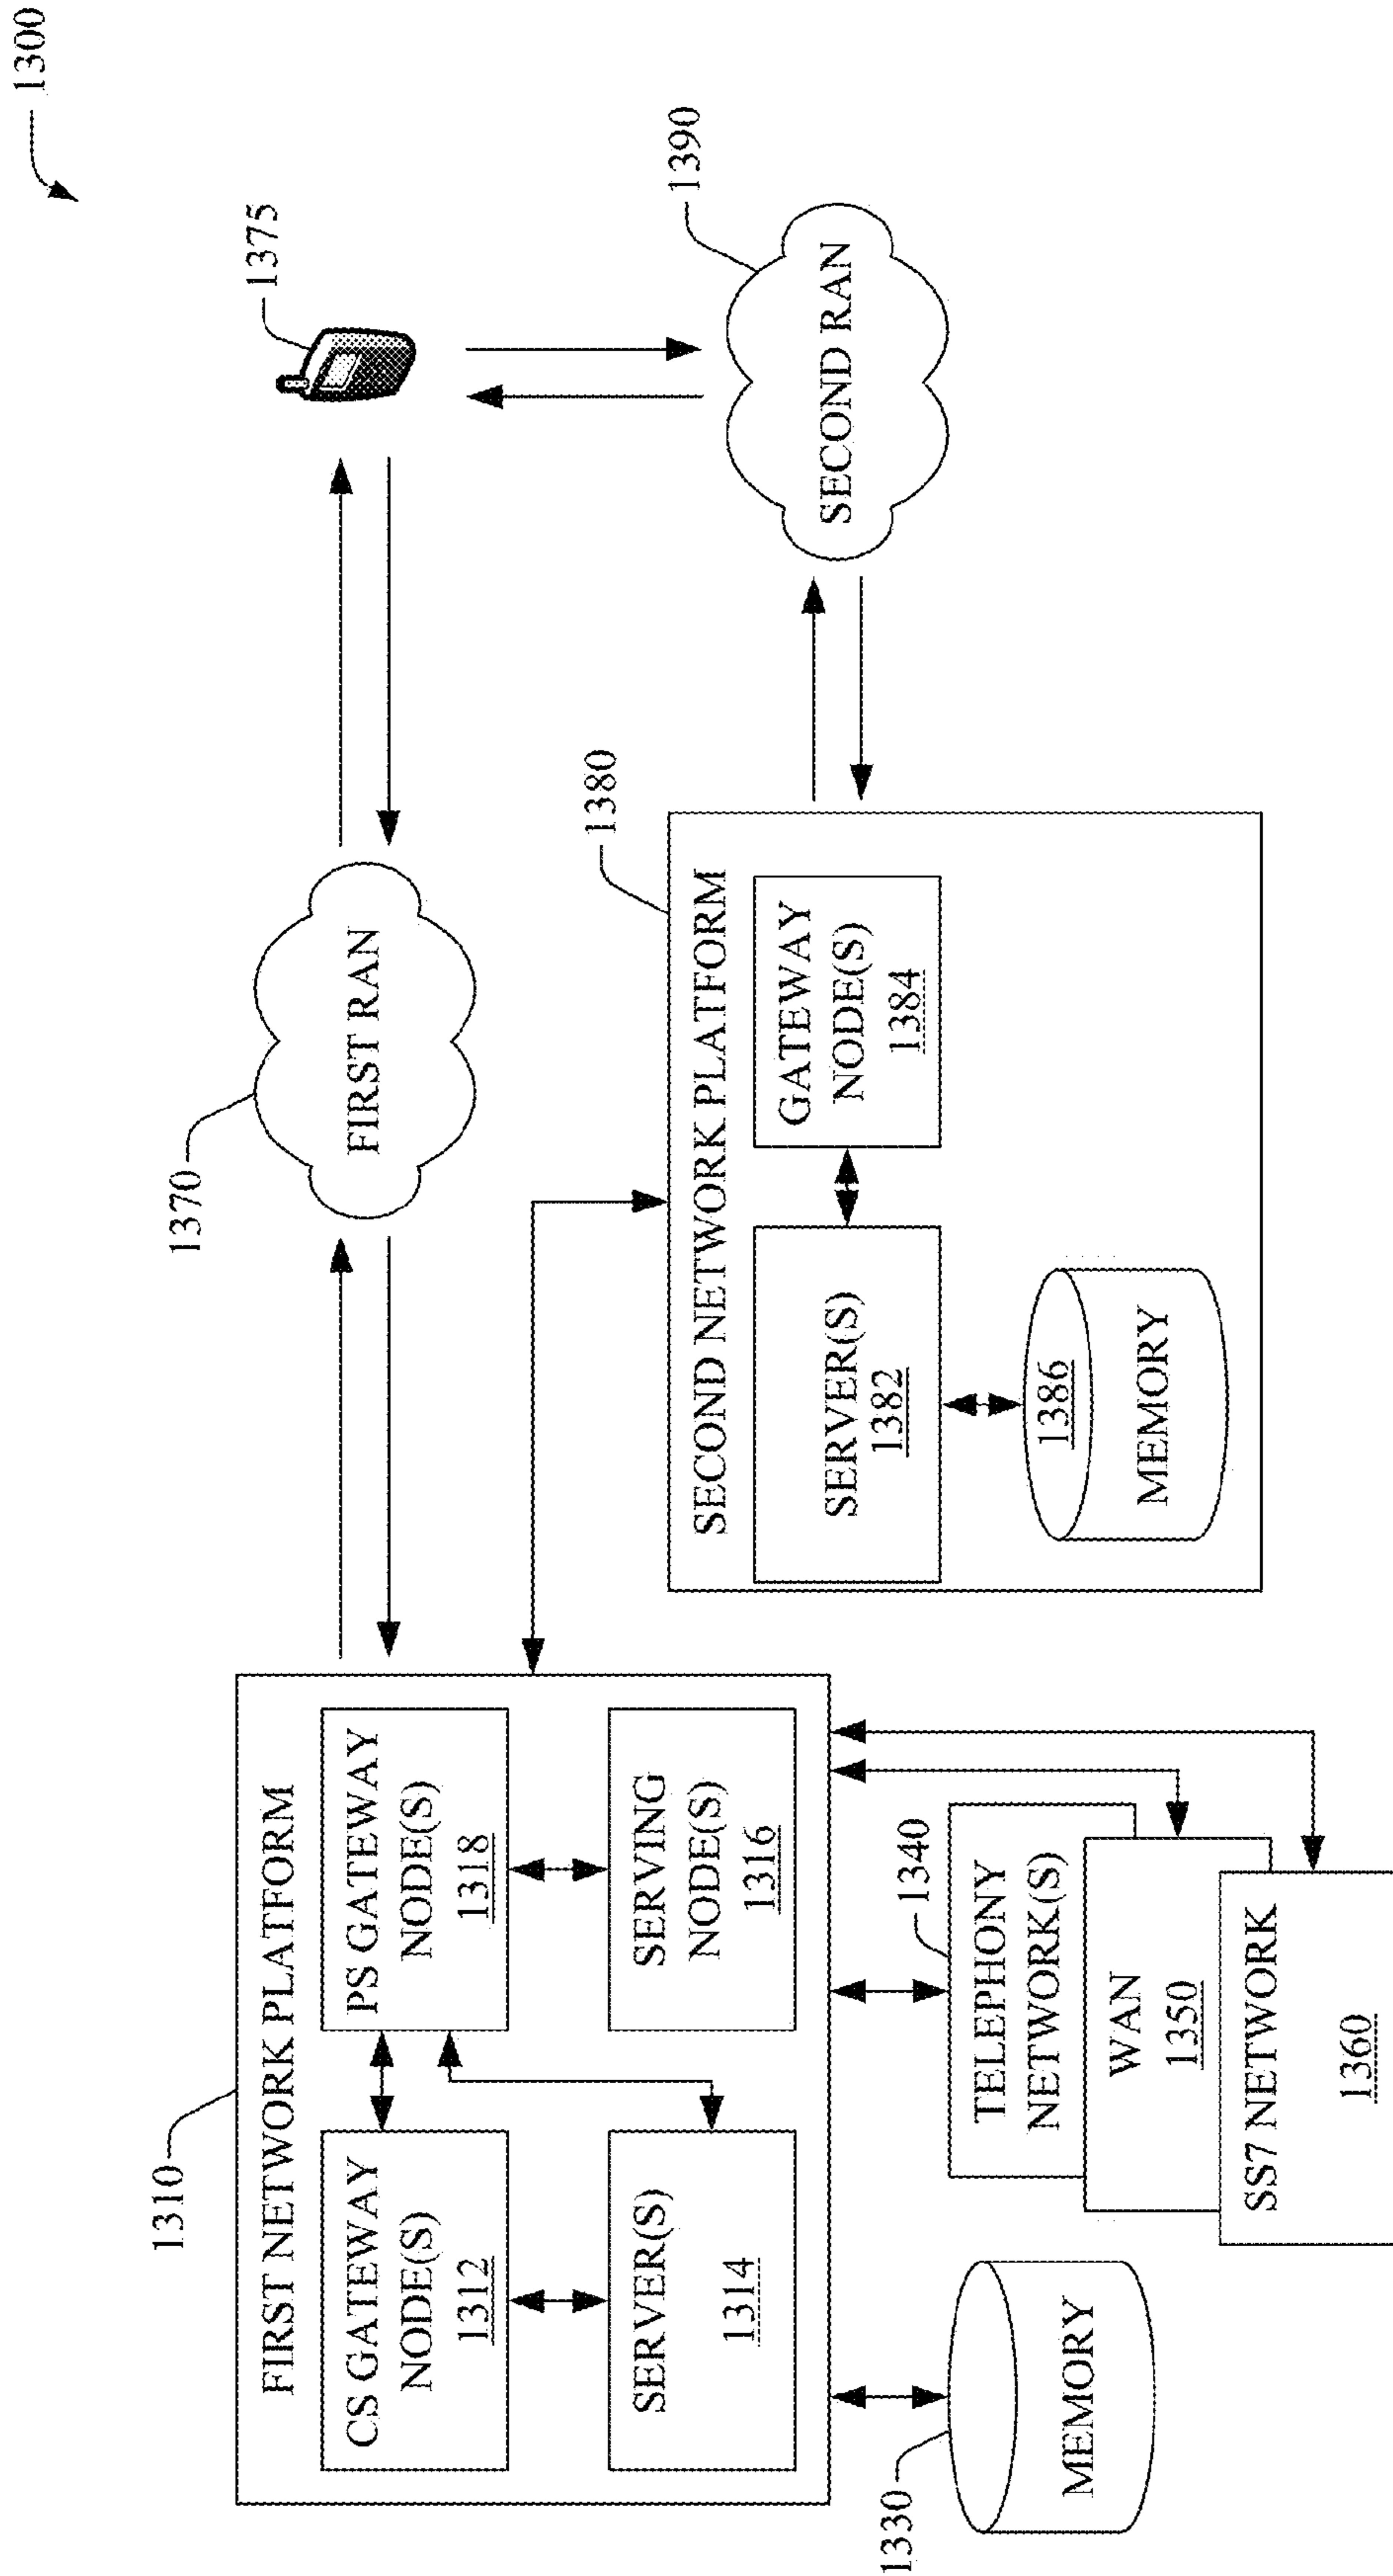 1300
1310
FIRST NETWORK PLATFORM
CS GATEWAY
NODE(S)
1312
PS GATEWAY
NODE(S)
1318
SERVER(S)
1314
SERVING
NODE(S)
1316
1370
FIRST RAN
1375
1330
MEMORY
1340
TELEPHONY
NETWORK(S)
WAN
1350
SS7 NETWORK
1360
1380
SECOND NETWORK PLATFORM
SERVER(S)
1382
GATEWAY
NODE(S)
1384
1386
MEMORY
1390
SECOND RAN